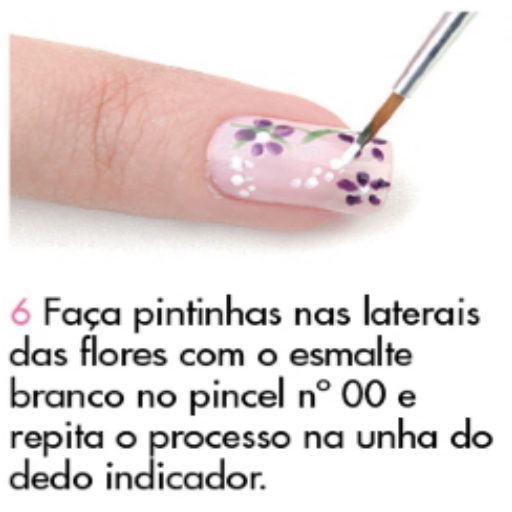 6 Faça pintinhas nas laterais
das flores com o esmalte
branco no pincel nº 00 e
repita o processo na unha do
dedo indicador.